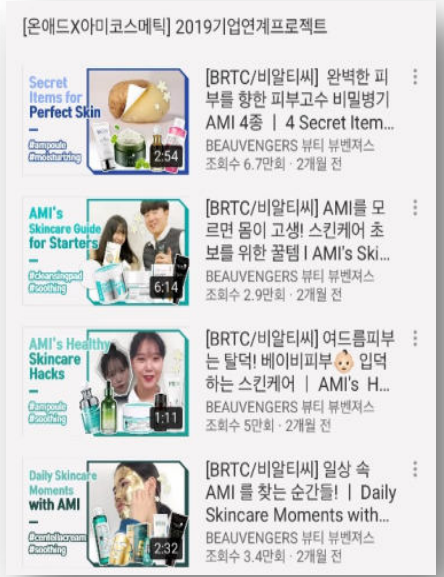 [온애드X아미코스메틱] 2019기업연계프로젝트
Secret
Items for
Perfect Skin
#ampoule
#moisturizing
2:54
[BRTC/비알티씨] 완벽한 피
부를 향한 피부고수 비밀병기
AMI 4종 | 4 Secret Item...
BEAUVENGERS 뷰티 뷰벤져스
조회수 6.7만회 · 2개월 전
AMI's
Skincare Guide
for Starters
#cleansingpad
#soothing
6:14
[BRTC/비알티씨] AMI를 모
르면 몸이 고생! 스킨케어 초
보를 위한 꿀템 I AMI's Ski...
BEAUVENGERS 뷰티 뷰벤져스
조회수 2.9만회 · 2개월 전
AMI's Healthy
Skincare
Hacks
#ampoule
#soothing
1:11
[BRTC/비알티씨] 여드름피부
는 탈덕! 베이비피부👶 입덕
하는 스킨케어 | AMI's H...
BEAUVENGERS 뷰티 뷰벤져스
조회수 5만회 · 2개월 전
Daily Skincare
Moments
with AMI
#centellacream
#soothing
2:32
[BRTC/비알티씨] 일상 속
AMI 를 찾는 순간들! | Daily
Skincare Moments with...
BEAUVENGERS 뷰티 뷰벤져스
조회수 3.4만회 · 2개월 전